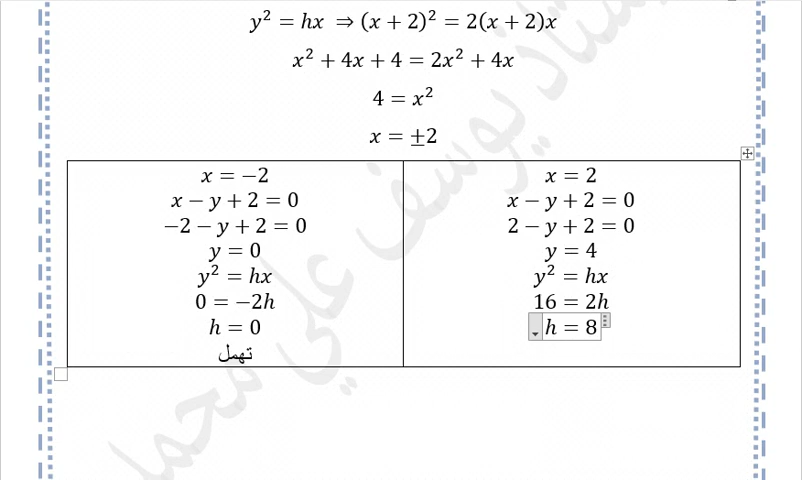 y² = hx ⇒ (x + 2)² = 2(x + 2)x
x² + 4x + 4 = 2x² + 4x
4 = x²
x = ±2
x = −2
x − y + 2 = 0
−2 − y + 2 = 0
y = 0
y² = hx
0 = −2h
h = 0
تهمل
x = 2
x − y + 2 = 0
2 − y + 2 = 0
y = 4
y² = hx
16 = 2h
h = 8
يوسف علي